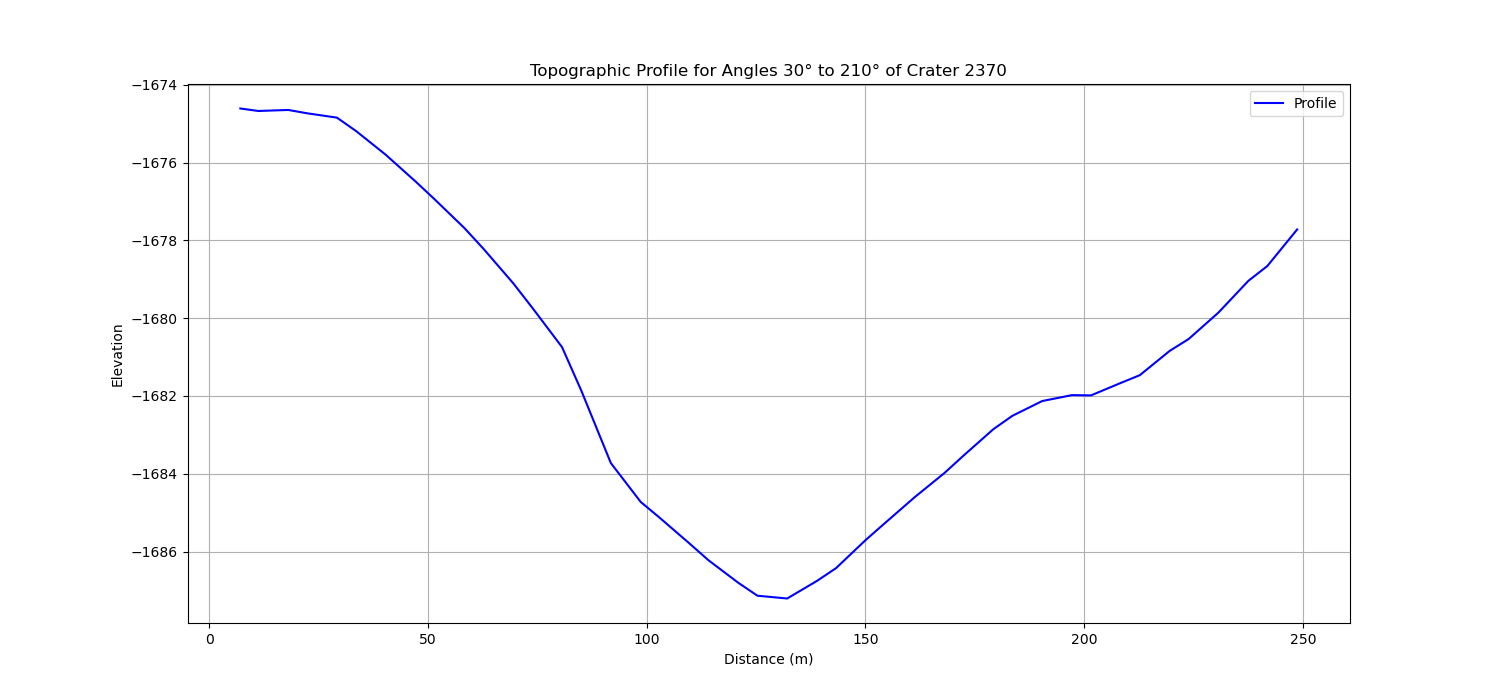 Topographic Profile for Angles 30° to 210° of Crater 2370
Profile
−1674
−1676
−1678
−1680
−1682
−1684
−1686
Elevation
0 50 100 150 200 250
Distance (m)